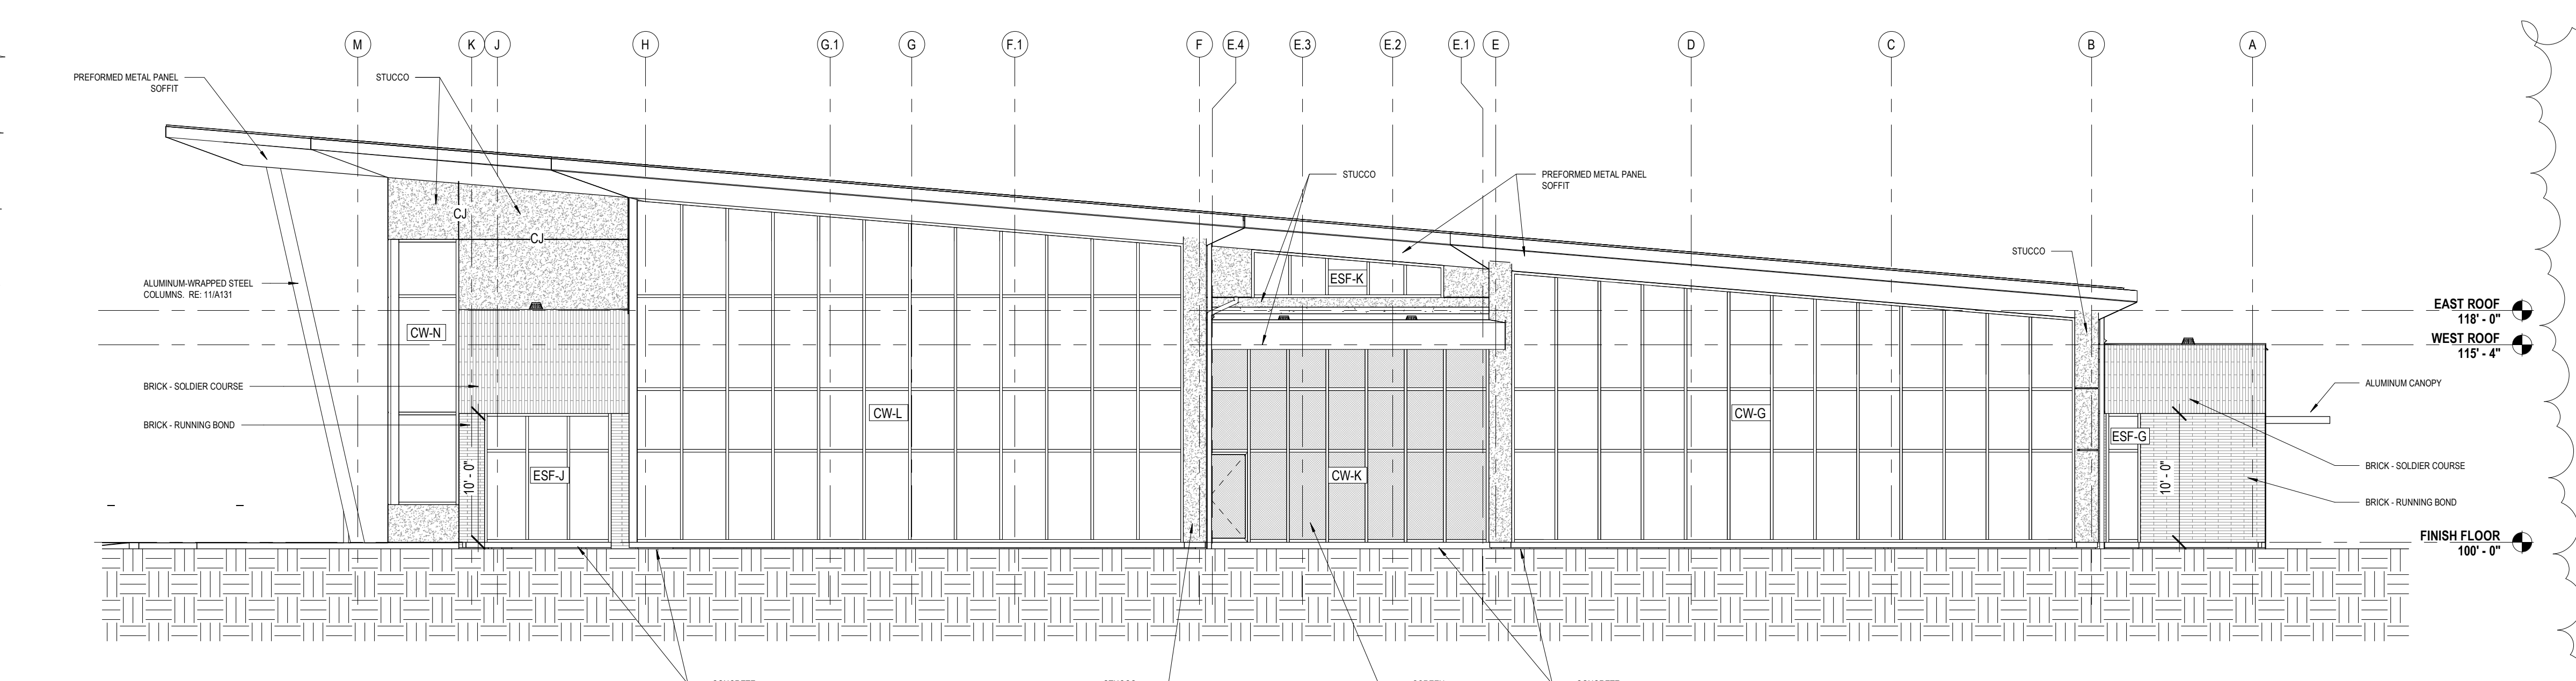 M
K
J
H
G.1
G
F.1
F
E.4
E.3
E.2
E.1
E
D
C
B
A
PREFORMED METAL PANEL
SOFFIT
STUCCO
STUCCO
PREFORMED METAL PANEL
SOFFIT
CJ
CJ
STUCCO
ALUMINUM-WRAPPED STEEL
COLUMNS. RE: 11/A131
ESF-K
EAST ROOF
118' - 0"
CW-N
WEST ROOF
115' - 4"
BRICK - SOLDIER COURSE
ALUMINUM CANOPY
CW-L
CW-G
BRICK - RUNNING BOND
ESF-G
10' - 0"
ESF-J
CW-K
10' - 0"
BRICK - SOLDIER COURSE
BRICK - RUNNING BOND
FINISH FLOOR
100' - 0"